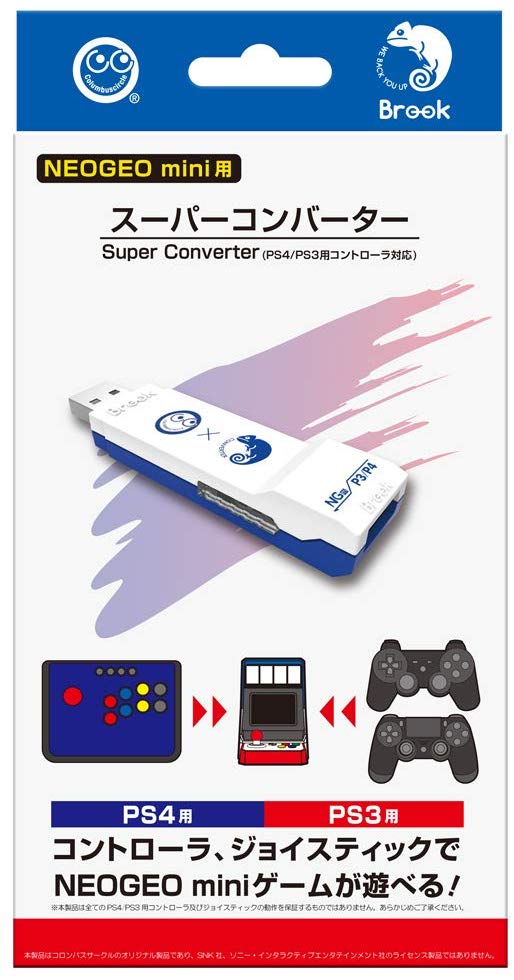 Columbuscircle
®
WE BACK YOU UP
Brook
NEOGEO mini用
スーパーコンバーター
Super Converter(PS4/PS3用コントローラ対応)
Brook
×
CONVERTER
NG mini/P3/P4
Brook
PS4用 PS3用
コントローラ、ジョイスティックで
NEOGEO miniゲームが遊べる!
※本製品は全てのPS4/PS3用コントローラ及びジョイスティックの動作を保証するものではありません。あらかじめご了承ください。
本製品はコロンバスサークルのオリジナル製品であり、SNK社、ソニー・インタラクティブエンタテインメント社のライセンス製品ではありません。